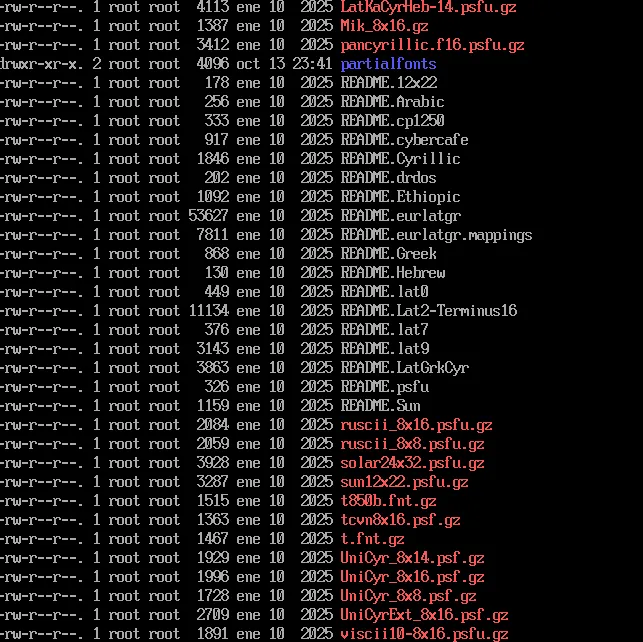 -rw-r--r--. 1 root root  4113 ene 10  2025 LatKaCyrHeb-14.psfu.gz
-rw-r--r--. 1 root root  1387 ene 10  2025 Mik_8x16.gz
-rw-r--r--. 1 root root  3412 ene 10  2025 pancyrillic.f16.psfu.gz
drwxr-xr-x. 2 root root  4096 oct 13 23:41 partialfonts
-rw-r--r--. 1 root root   178 ene 10  2025 README.12x22
-rw-r--r--. 1 root root   256 ene 10  2025 README.Arabic
-rw-r--r--. 1 root root   333 ene 10  2025 README.cp1250
-rw-r--r--. 1 root root   917 ene 10  2025 README.cybercafe
-rw-r--r--. 1 root root  1846 ene 10  2025 README.Cyrillic
-rw-r--r--. 1 root root   202 ene 10  2025 README.drdos
-rw-r--r--. 1 root root  1092 ene 10  2025 README.Ethiopic
-rw-r--r--. 1 root root 53627 ene 10  2025 README.eurlatgr
-rw-r--r--. 1 root root  7811 ene 10  2025 README.eurlatgr.mappings
-rw-r--r--. 1 root root   868 ene 10  2025 README.Greek
-rw-r--r--. 1 root root   130 ene 10  2025 README.Hebrew
-rw-r--r--. 1 root root   449 ene 10  2025 README.lat0
-rw-r--r--. 1 root root 11134 ene 10  2025 README.Lat2-Terminus16
-rw-r--r--. 1 root root   376 ene 10  2025 README.lat7
-rw-r--r--. 1 root root  3143 ene 10  2025 README.lat9
-rw-r--r--. 1 root root  3863 ene 10  2025 README.LatGrkCyr
-rw-r--r--. 1 root root   326 ene 10  2025 README.psfu
-rw-r--r--. 1 root root  1159 ene 10  2025 README.Sun
-rw-r--r--. 1 root root  2084 ene 10  2025 ruscii_8x16.psfu.gz
-rw-r--r--. 1 root root  2059 ene 10  2025 ruscii_8x8.psfu.gz
-rw-r--r--. 1 root root  3928 ene 10  2025 solar24x32.psfu.gz
-rw-r--r--. 1 root root  3287 ene 10  2025 sun12x22.psfu.gz
-rw-r--r--. 1 root root  1515 ene 10  2025 t850b.fnt.gz
-rw-r--r--. 1 root root  1363 ene 10  2025 tcvn8x16.psf.gz
-rw-r--r--. 1 root root  1467 ene 10  2025 t.fnt.gz
-rw-r--r--. 1 root root  1929 ene 10  2025 UniCyr_8x14.psf.gz
-rw-r--r--. 1 root root  1996 ene 10  2025 UniCyr_8x16.psf.gz
-rw-r--r--. 1 root root  1728 ene 10  2025 UniCyr_8x8.psf.gz
-rw-r--r--. 1 root root  2709 ene 10  2025 UniCyrExt_8x16.psf.gz
-rw-r--r--. 1 root root  1891 ene 10  2025 viscii10-8x16.psfu.gz